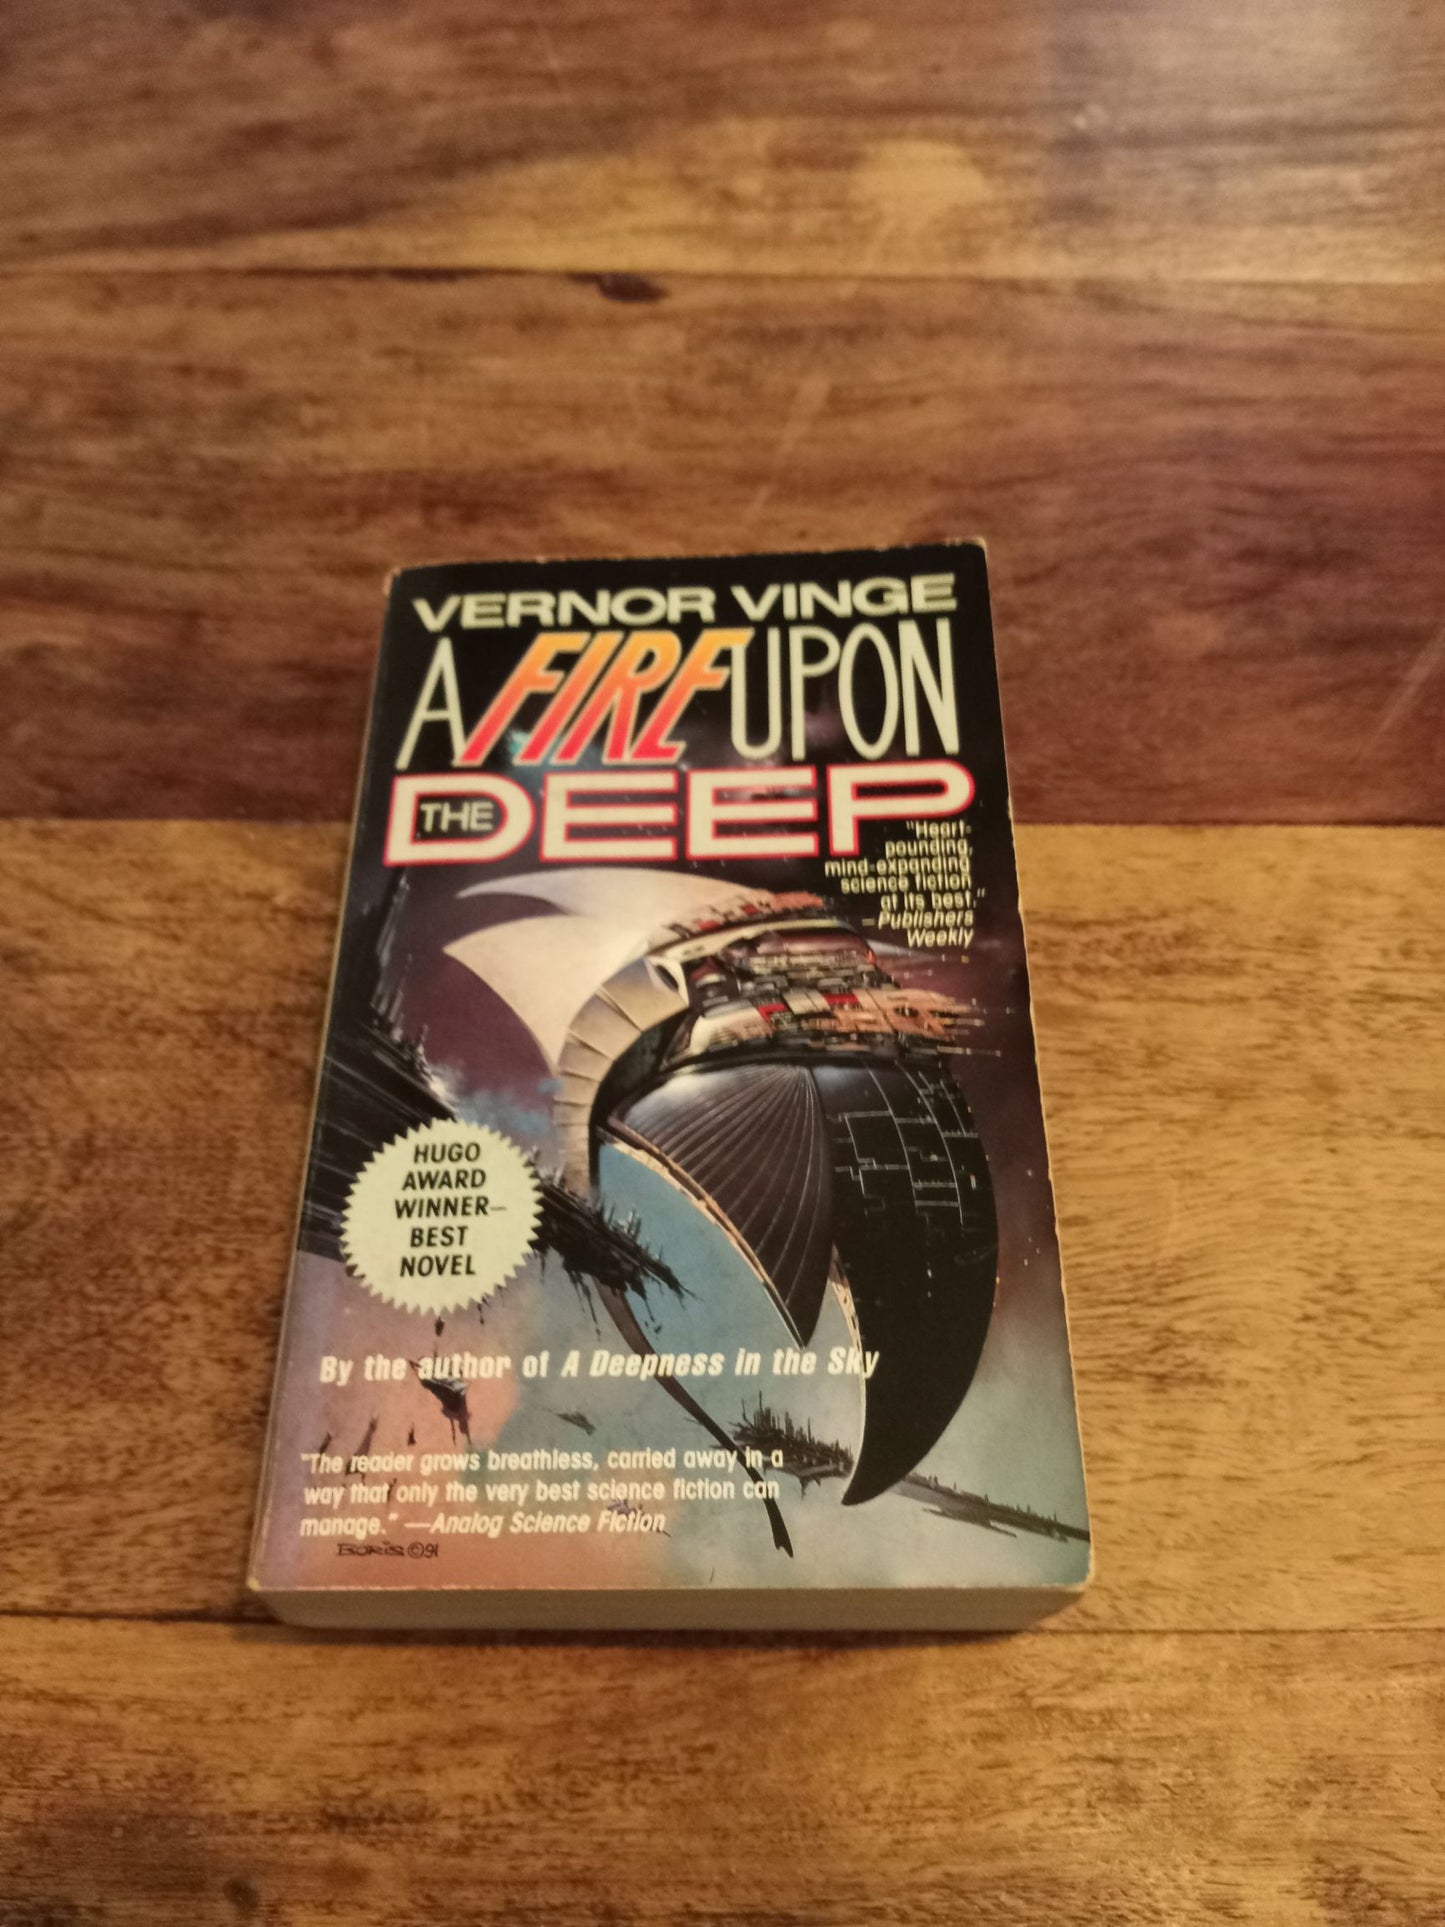 VERNOR VINGE
A FIRE UPON
THE DEEP
"Heart-
pounding,
mind-expanding
science fiction
at its best."
—Publishers
Weekly
HUGO
AWARD
WINNER—
BEST
NOVEL
By the author of A Deepness in the Sky
"The reader grows breathless, carried away in a
way that only the very best science fiction can
manage." —Analog Science Fiction
BORIS©91